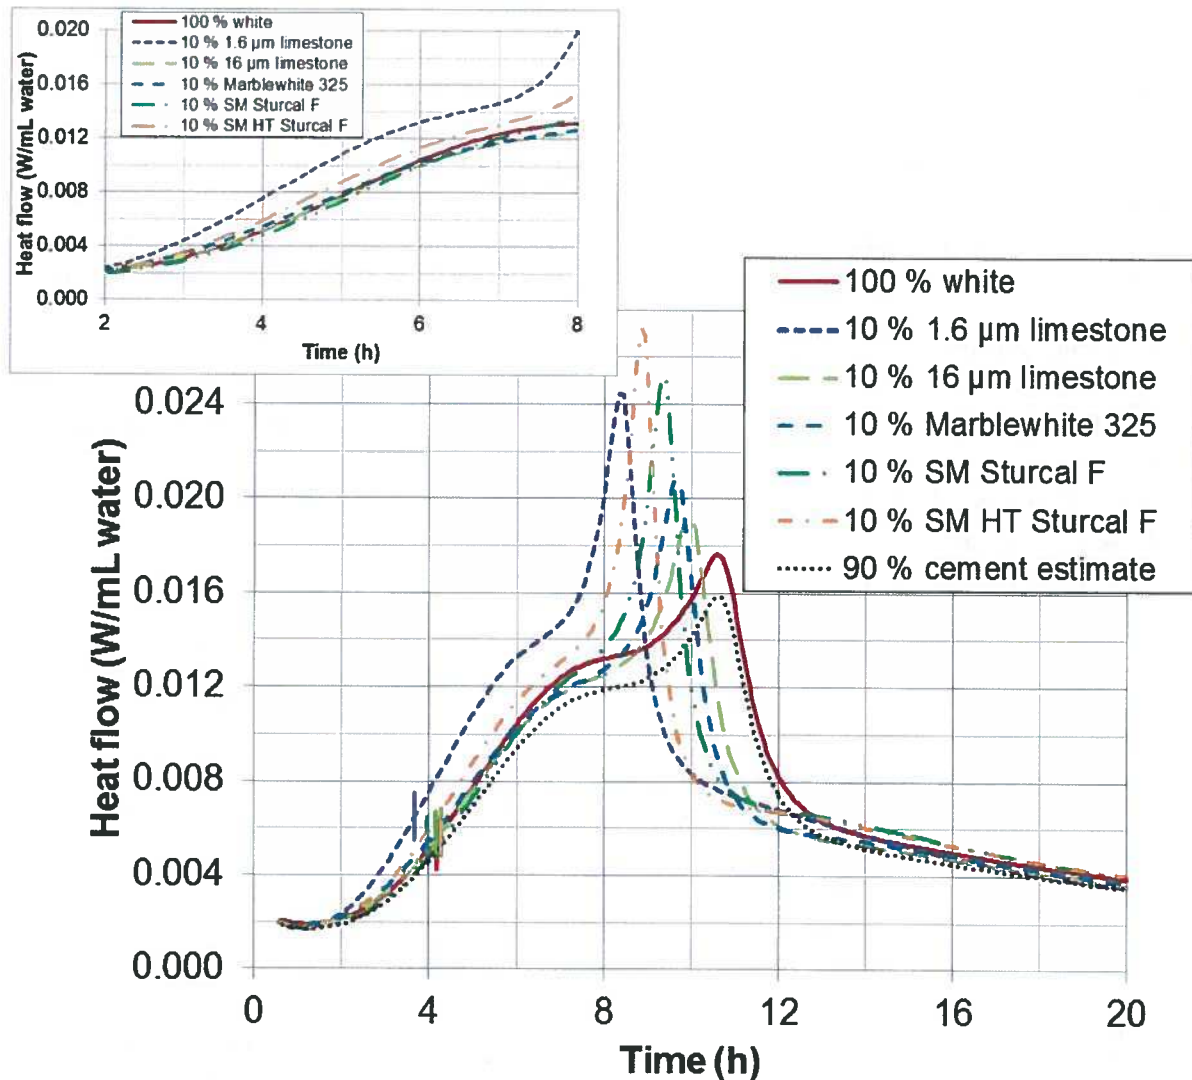 0.020
0.016
0.012
0.008
0.004
0.000
Heat flow (W/mL water)
100 % white
10 % 1.6 µm limestone
10 % 16 µm limestone
10 % Marblewhite 325
10 % SM Sturcal F
10 % SM HT Sturcal F
2 4 6 8
Time (h)
100 % white
10 % 1.6 µm limestone
10 % 16 µm limestone
10 % Marblewhite 325
10 % SM Sturcal F
10 % SM HT Sturcal F
90 % cement estimate
0.024
0.020
0.016
0.012
0.008
0.004
0.000
Heat flow (W/mL water)
0 4 8 12 16 20
Time (h)